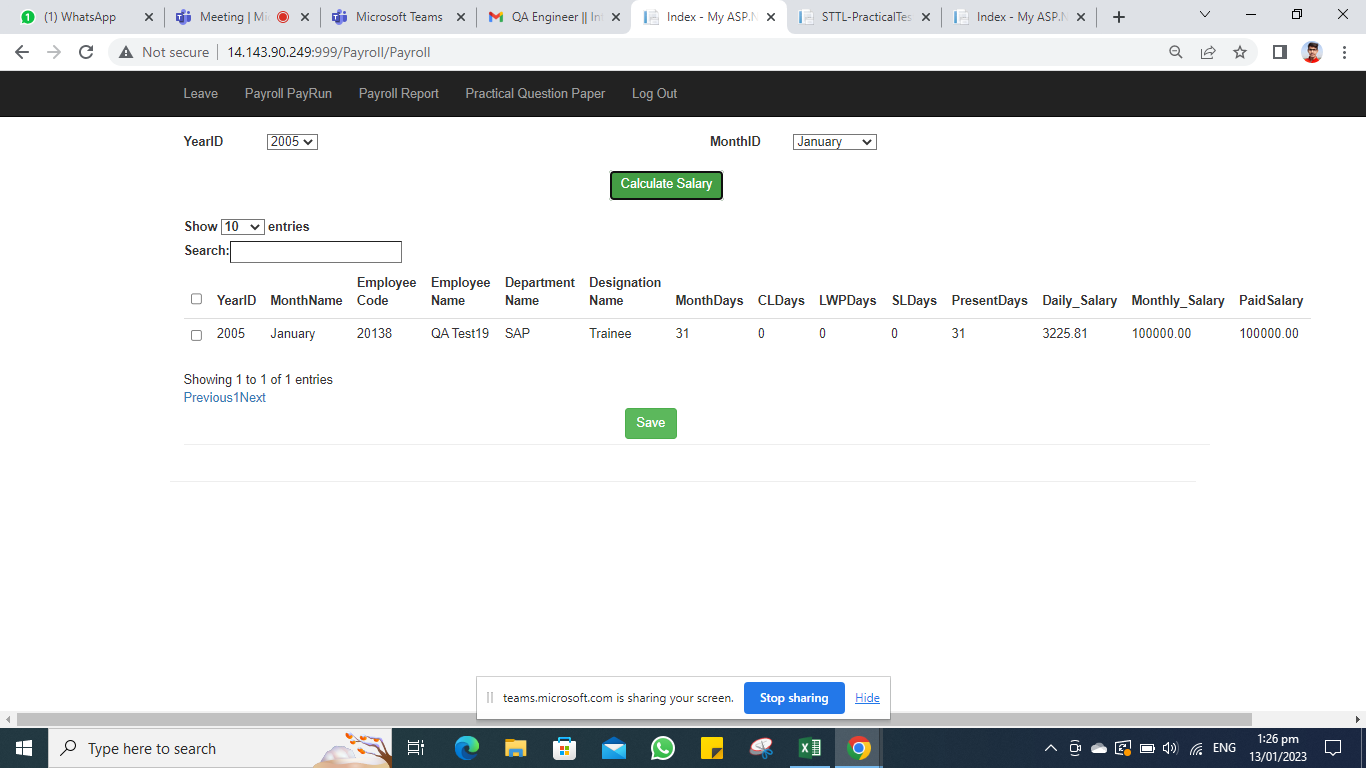 (1) WhatsApp
Meeting | Mi
Microsoft Teams
QA Engineer || Int
Index - My ASP.N
STTL-PracticalTes
Index - My ASP.N
Not secure 14.143.90.249:999/Payroll/Payroll
Leave Payroll PayRun Payroll Report Practical Question Paper Log Out
YearID 2005 MonthID January
Calculate Salary
Show 10 entries
Search:
YearID MonthName Employee Code Employee Name Department Name Designation Name MonthDays CLDays LWPDays SLDays PresentDays Daily_Salary Monthly_Salary PaidSalary
2005 January 20138 QA Test19 SAP Trainee 31 0 0 0 31 3225.81 100000.00 100000.00
Showing 1 to 1 of 1 entries
Previous1Next
Save
teams.microsoft.com is sharing your screen. Stop sharing Hide
Type here to search
ENG
1:26 pm
13/01/2023